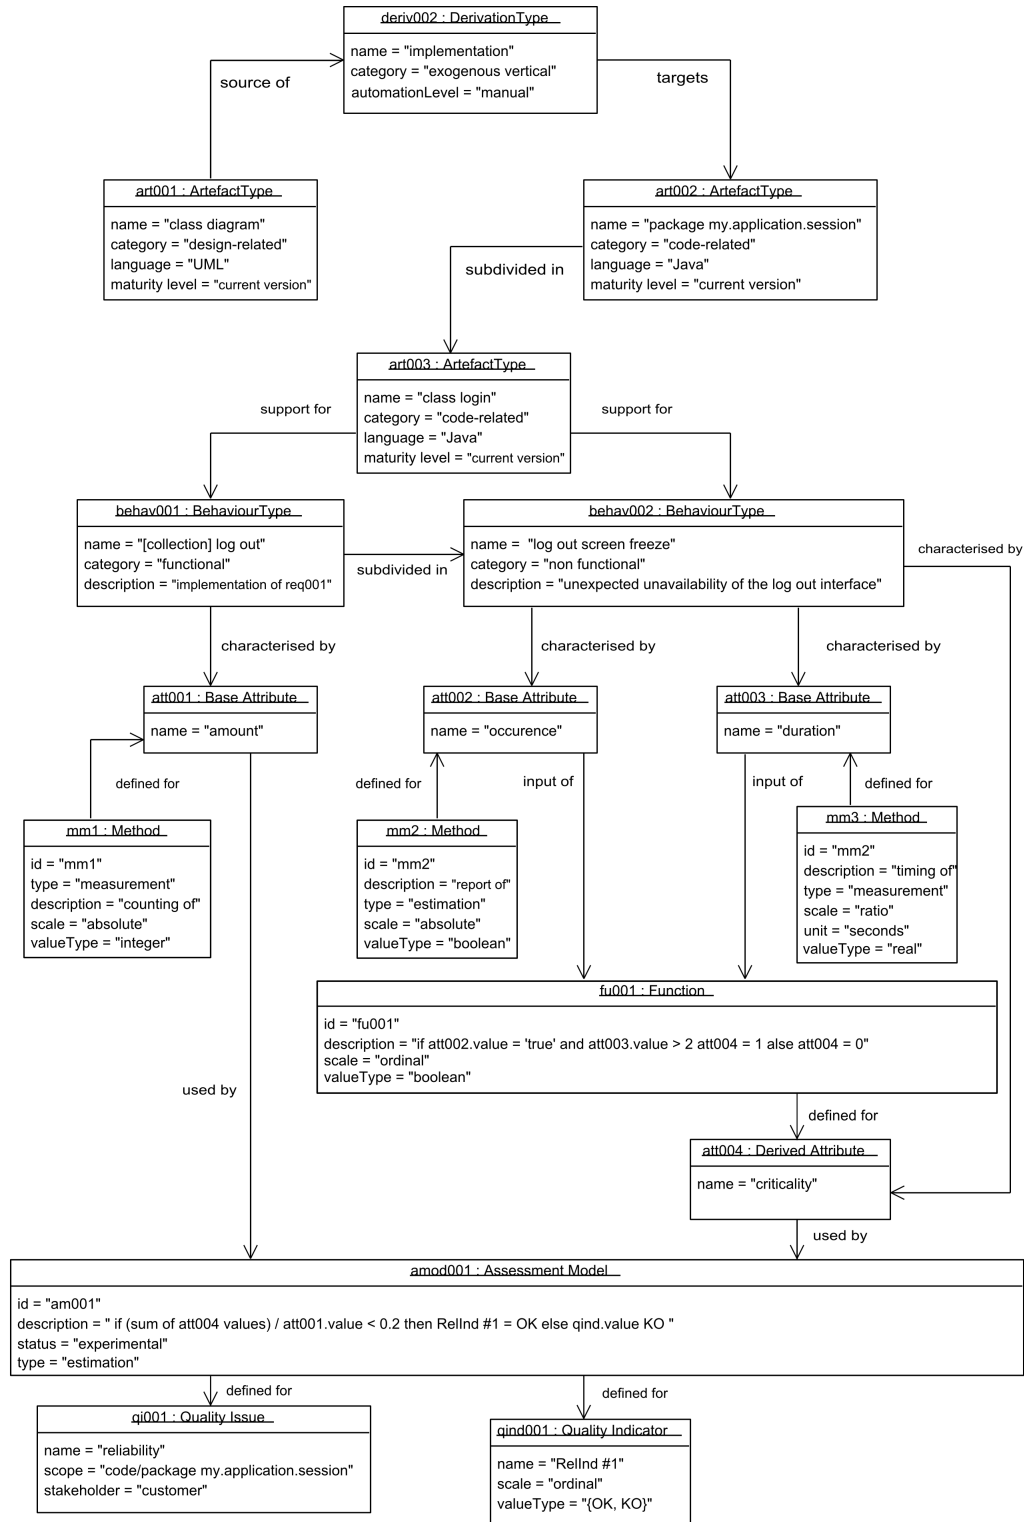 deriv002 : DerivationType
name = "implementation"
category = "exogenous vertical"
automationLevel = "manual"
source of
targets
art001 : ArtefactType
name = "class diagram"
category = "design-related"
language = "UML"
maturity level = "current version"
art002 : ArtefactType
name = "package my.application.session"
category = "code-related"
language = "Java"
maturity level = "current version"
subdivided in
art003 : ArtefactType
name = "class login"
category = "code-related"
language = "Java"
maturity level = "current version"
support for
support for
behav001 : BehaviourType
name = "[collection] log out"
category = "functional"
description = "implementation of req001"
subdivided in
behav002 : BehaviourType
name =  "log out screen freeze"
category = "non functional"
description = "unexpected unavailability of the log out interface"
characterised by
characterised by
characterised by
characterised by
att001 : Base Attribute
name = "amount"
att002 : Base Attribute
name = "occurence"
att003 : Base Attribute
name = "duration"
defined for
defined for
input of
input of
defined for
mm1 : Method
id = "mm1"
type = "measurement"
description = "counting of"
scale = "absolute"
valueType = "integer"
mm2 : Method
id = "mm2"
description = "report of"
type = "estimation"
scale = "absolute"
valueType = "boolean"
mm3 : Method
id = "mm2"
description = "timing of"
type = "measurement"
scale = "ratio"
unit = "seconds"
valueType = "real"
fu001 : Function
id = "fu001"
description = "if att002.value = 'true' and att003.value > 2 att004 = 1 alse att004 = 0"
scale = "ordinal"
valueType = "boolean"
used by
defined for
att004 : Derived Attribute
name = "criticality"
used by
amod001 : Assessment Model
id = "am001"
description = " if (sum of att004 values) / att001.value < 0.2 then RelInd #1 = OK else qind.value KO "
status = "experimental"
type = "estimation"
defined for
defined for
qi001 : Quality Issue
name = "reliability"
scope = "code/package my.application.session"
stakeholder = "customer"
qind001 : Quality Indicator
name = "RelInd #1"
scale = "ordinal"
valueType = "{OK, KO}"